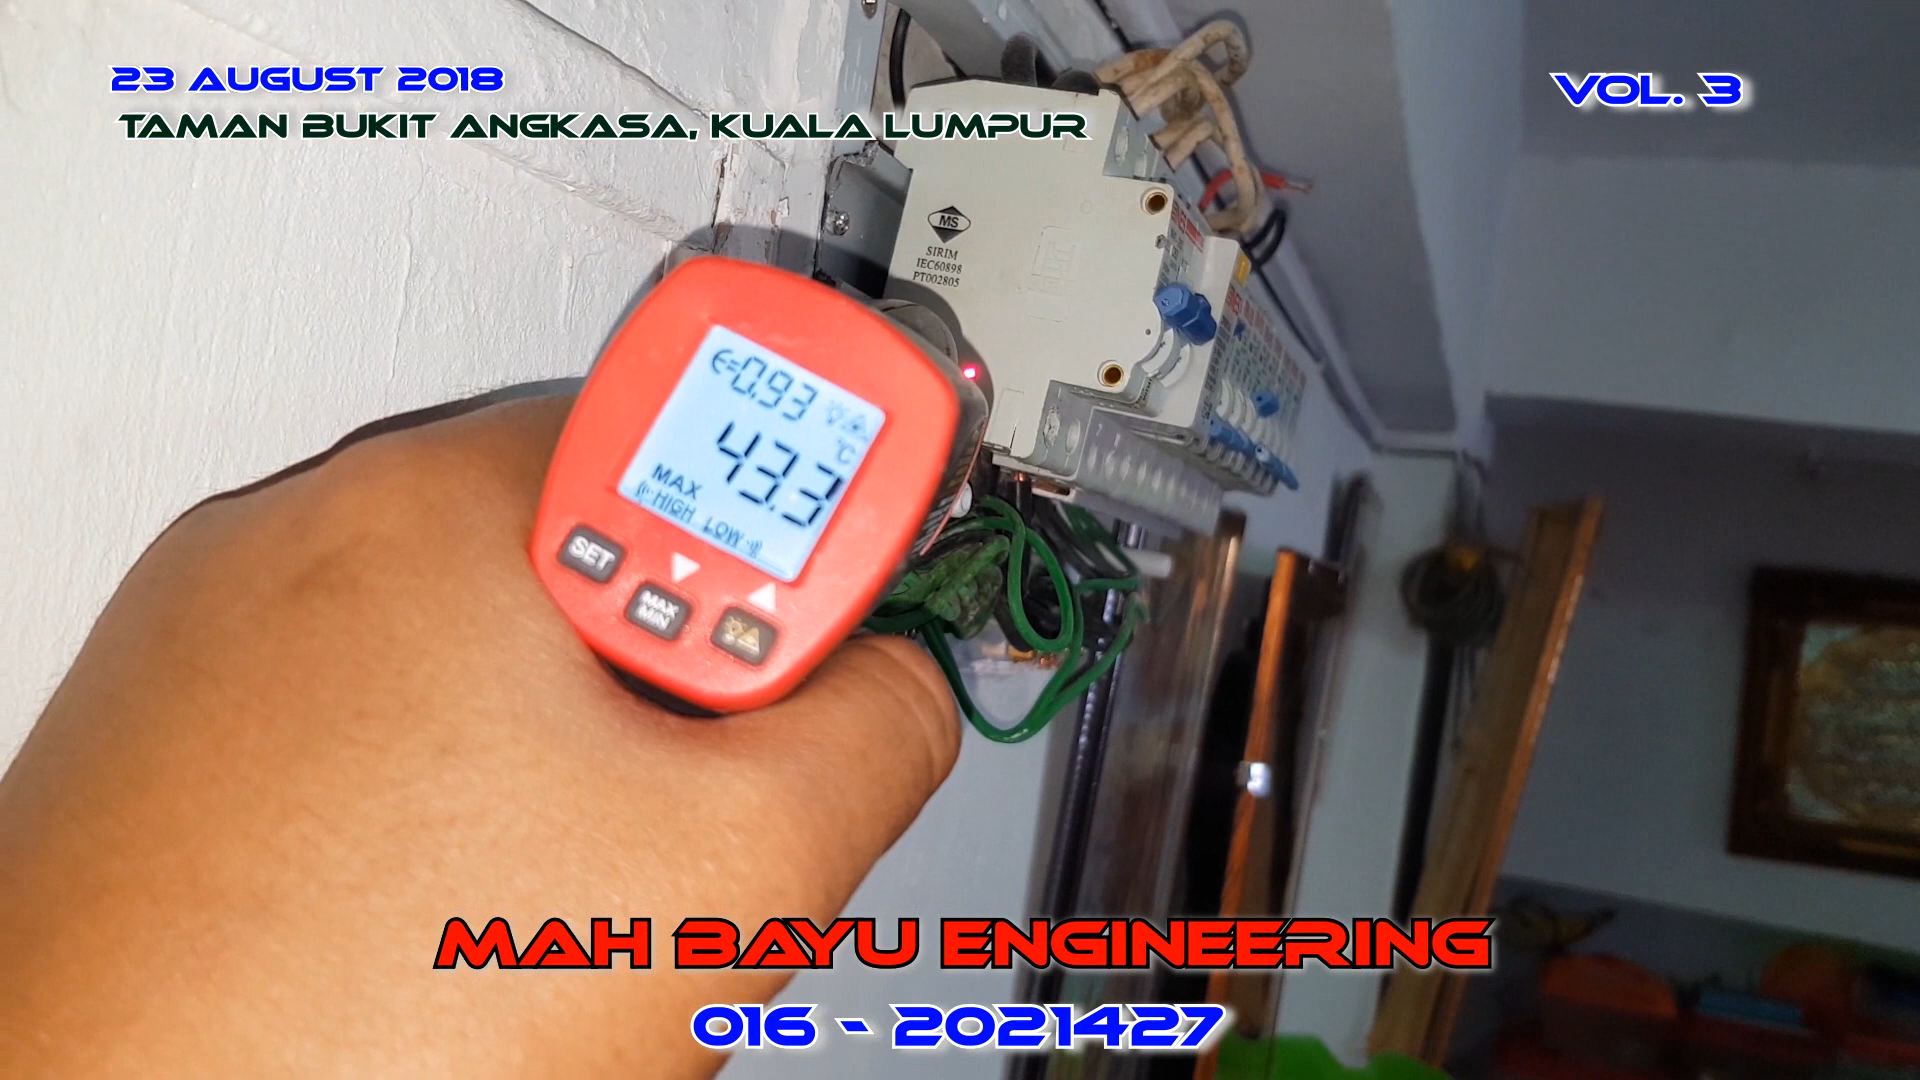 23 AUGUST 2018
TAMAN BUKIT ANGKASA, KUALA LUMPUR
VOL. 3
MS
SIRIM
IEC60898
PT002805
€=0.93
43.3 °C
MAX
HIGH LOW
SET
MAX
MIN
MAH BAYU ENGINEERING
016 - 2021427